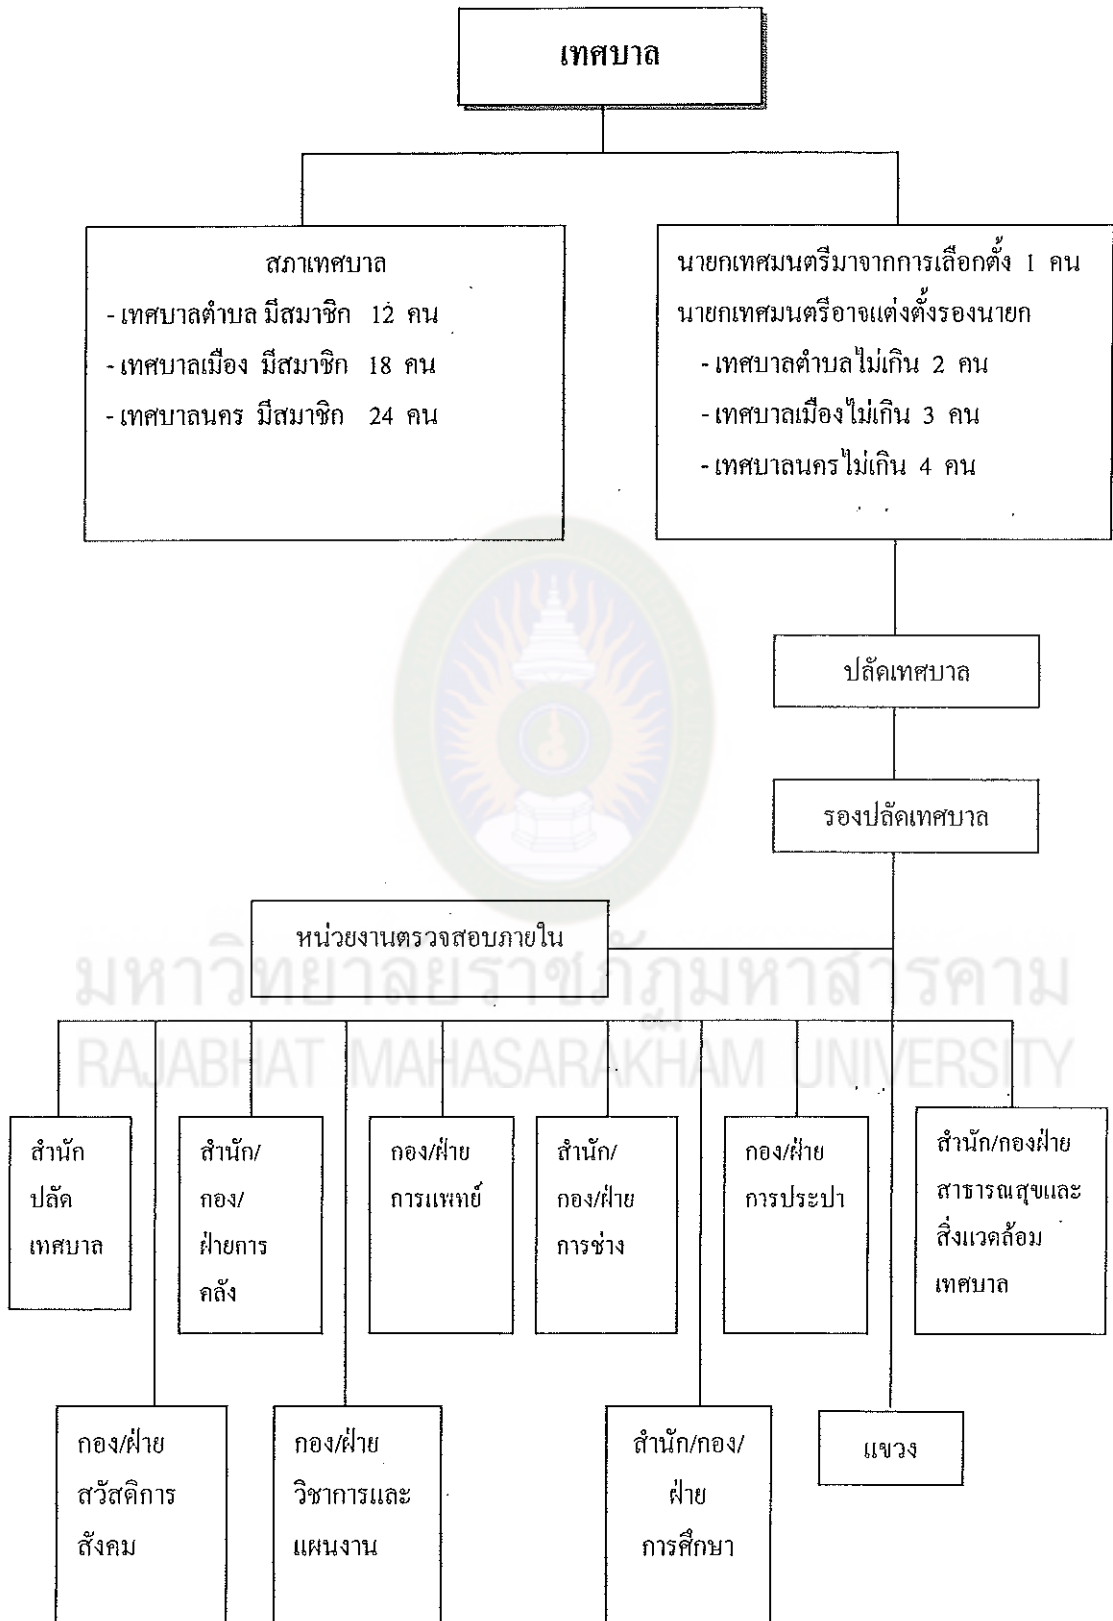 เทศบาล
สภาเทศบาล
- เทศบาลตำบล มีสมาชิก 12 คน
- เทศบาลเมือง มีสมาชิก 18 คน
- เทศบาลนคร มีสมาชิก 24 คน
นายกเทศมนตรีมาจากการเลือกตั้ง 1 คน
นายกเทศมนตรีอาจแต่งตั้งรองนายก
- เทศบาลตำบลไม่เกิน 2 คน
- เทศบาลเมืองไม่เกิน 3 คน
- เทศบาลนครไม่เกิน 4 คน
ปลัดเทศบาล
รองปลัดเทศบาล
หน่วยงานตรวจสอบภายใน
มหาวิทยาลัยราชภัฏมหาสารคาม
RAJABHAT MAHASARAKHAM UNIVERSITY
สำนัก
ปลัด
เทศบาล
สำนัก/
กอง/
ฝ่ายการ
คลัง
กอง/ฝ่าย
การแพทย์
สำนัก/
กอง/ฝ่าย
การช่าง
กอง/ฝ่าย
การประปา
สำนัก/กองฝ่าย
สาธารณสุขและ
สิ่งแวดล้อม
เทศบาล
กอง/ฝ่าย
สวัสดิการ
สังคม
กอง/ฝ่าย
วิชาการและ
แผนงาน
สำนัก/กอง/
ฝ่าย
การศึกษา
แขวง